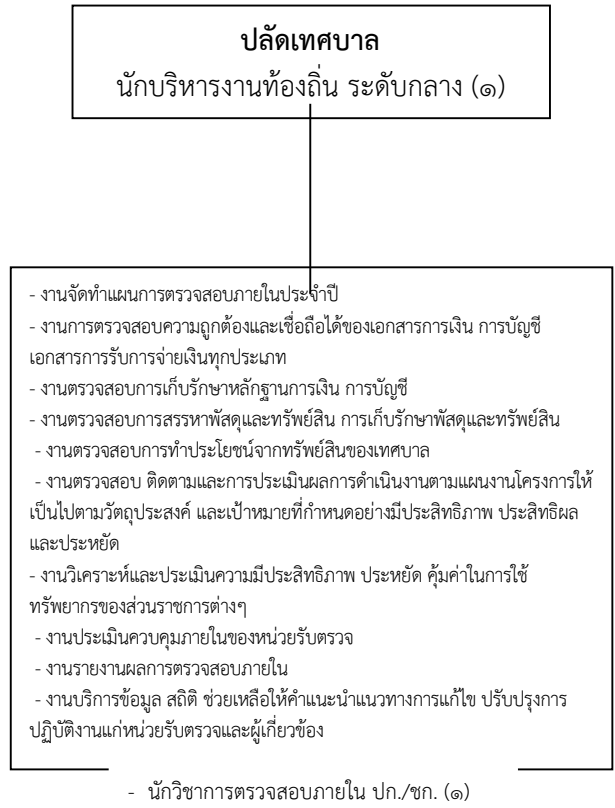 ปลัดเทศบาล
นักบริหารงานท้องถิ่น ระดับกลาง (๑)
- งานจัดทำแผนการตรวจสอบภายในประจำปี
- งานการตรวจสอบความถูกต้องและเชื่อถือได้ของเอกสารการเงิน การบัญชี
เอกสารการรับการจ่ายเงินทุกประเภท
- งานตรวจสอบการเก็บรักษาหลักฐานการเงิน การบัญชี
- งานตรวจสอบการสรรหาพัสดุและทรัพย์สิน การเก็บรักษาพัสดุและทรัพย์สิน
- งานตรวจสอบการทำประโยชน์จากทรัพย์สินของเทศบาล
- งานตรวจสอบ ติดตามและการประเมินผลการดำเนินงานตามแผนงานโครงการให้
เป็นไปตามวัตถุประสงค์ และเป้าหมายที่กำหนดอย่างมีประสิทธิภาพ ประสิทธิผล
และประหยัด
- งานวิเคราะห์และประเมินความมีประสิทธิภาพ ประหยัด คุ้มค่าในการใช้
ทรัพยากรของส่วนราชการต่างๆ
- งานประเมินควบคุมภายในของหน่วยรับตรวจ
- งานรายงานผลการตรวจสอบภายใน
- งานบริการข้อมูล สถิติ ช่วยเหลือให้คำแนะนำแนวทางการแก้ไข ปรับปรุงการ
ปฏิบัติงานแก่หน่วยรับตรวจและผู้เกี่ยวข้อง
- นักวิชาการตรวจสอบภายใน ปก./ชก. (๑)